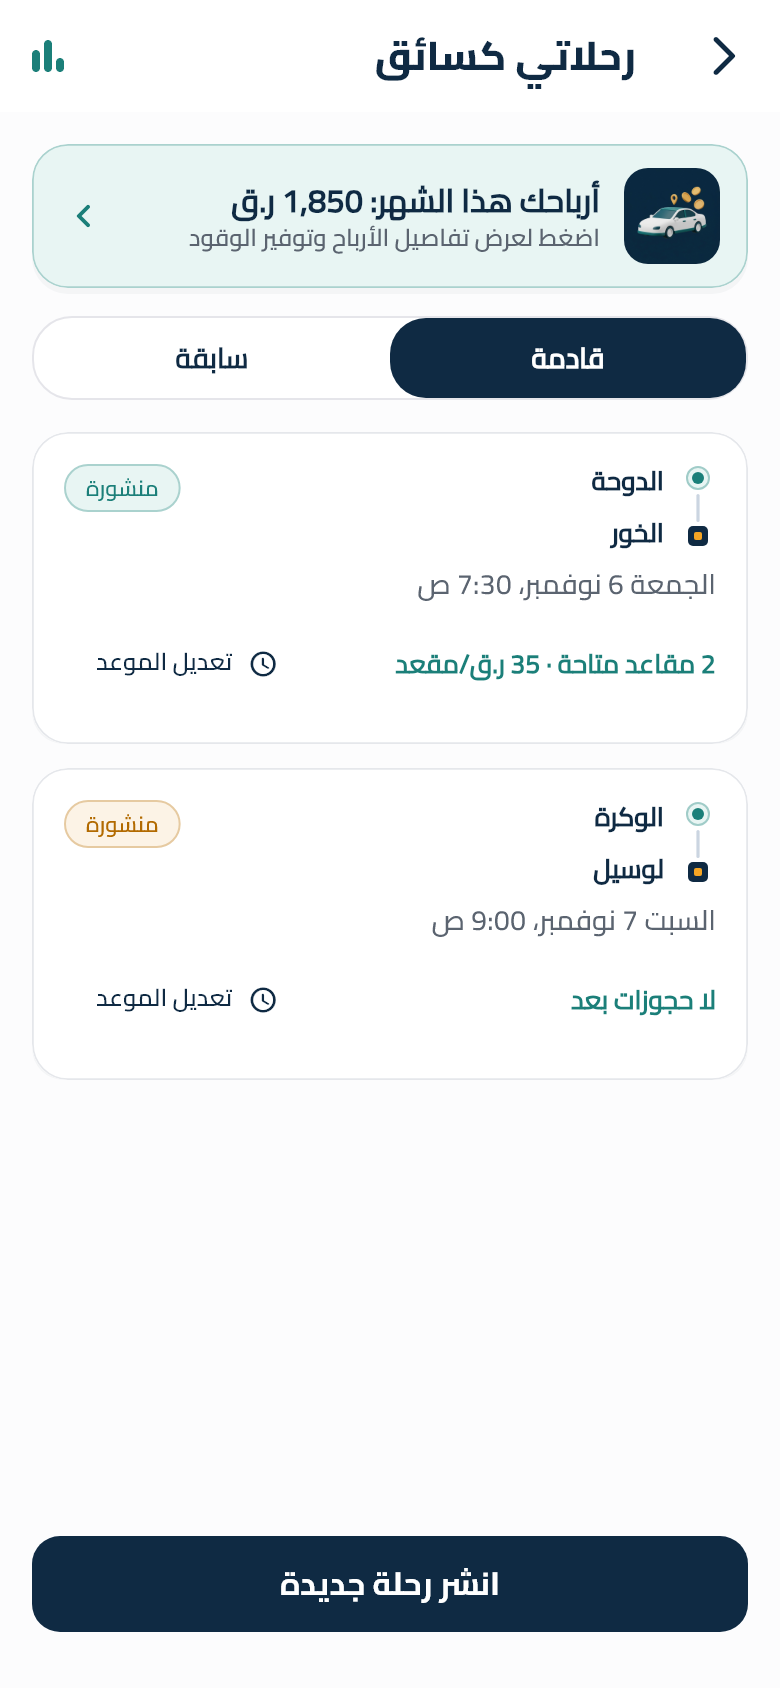 رحلاتي كسائق
أرباحك هذا الشهر: 1,850 ر.ق
اضغط لعرض تفاصيل الأرباح وتوفير الوقود
قادمة
سابقة
الدوحة
منشورة
الخور
الجمعة 6 نوفمبر، 7:30 ص
2 مقاعد متاحة · 35 ر.ق/مقعد
تعديل الموعد
الوكرة
منشورة
لوسيل
السبت 7 نوفمبر، 9:00 ص
لا حجوزات بعد
تعديل الموعد
انشر رحلة جديدة